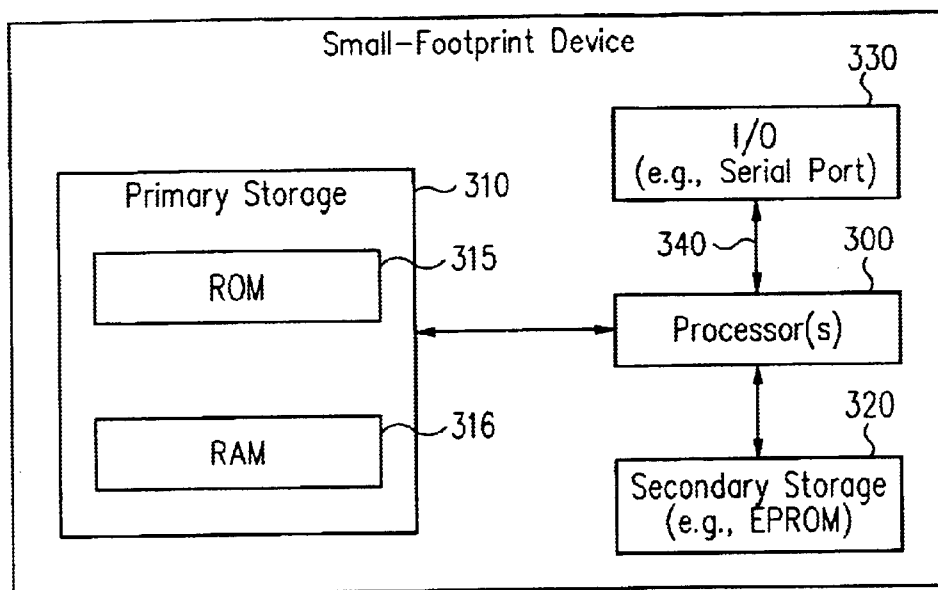 Small-Footprint Device
330
I/O
(e.g., Serial Port)
Primary Storage
310
340
300
ROM
315
Processor(s)
320
RAM
316
Secondary Storage
(e.g., EPROM)